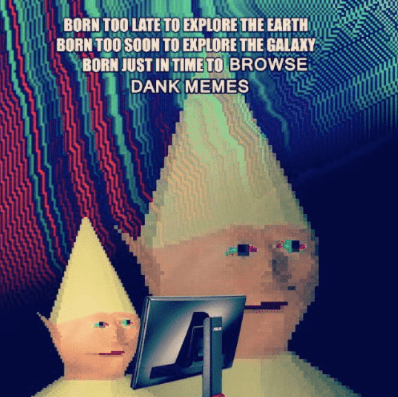 BORN TOO LATE TO EXPLORE THE EARTH
BORN TOO SOON TO EXPLORE THE GALAXY
BORN JUST IN TIME TO BROWSE
DANK MEMES